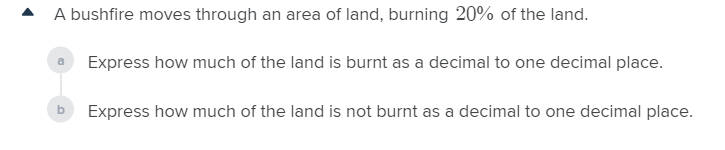 A bushfire moves through an area of land, burning 20% of the land.
a Express how much of the land is burnt as a decimal to one decimal place.
b Express how much of the land is not burnt as a decimal to one decimal place.